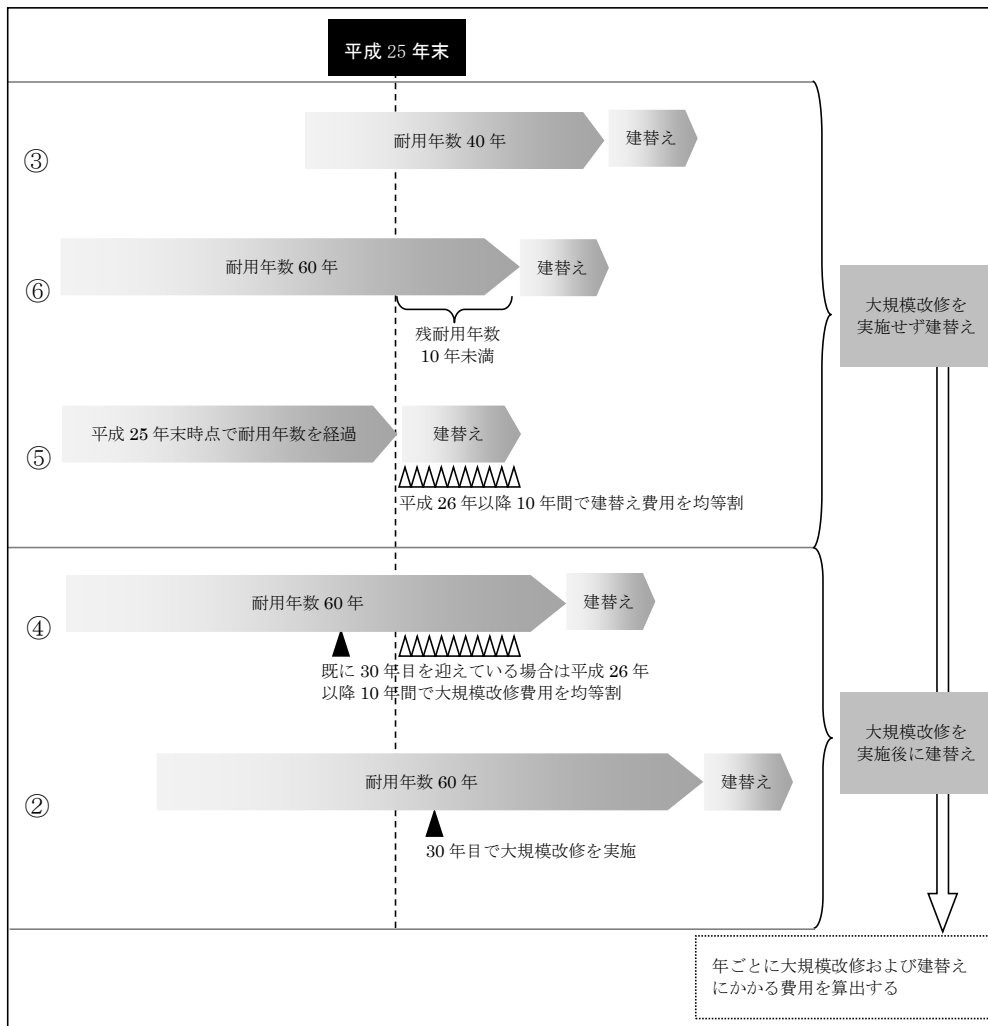 平成 25 年末
③
耐用年数 40 年
建替え
⑥
耐用年数 60 年
建替え
残耐用年数
10 年未満
大規模改修を
実施せず建替え
⑤
平成 25 年末時点で耐用年数を経過
建替え
平成 26 年以降 10 年間で建替え費用を均等割
④
耐用年数 60 年
建替え
既に 30 年目を迎えている場合は平成 26 年
以降 10 年間で大規模改修費用を均等割
大規模改修を
実施後に建替え
②
耐用年数 60 年
建替え
30 年目で大規模改修を実施
年ごとに大規模改修および建替え
にかかる費用を算出する